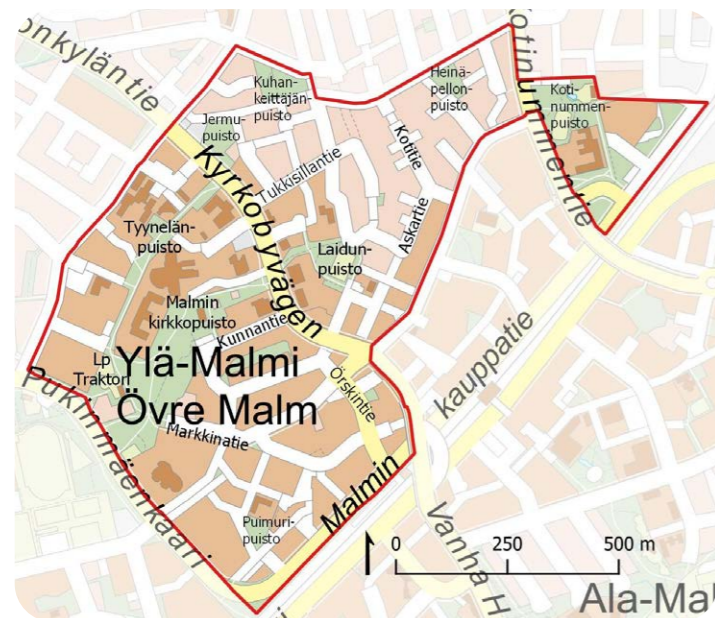 onkyläntie
Kuhan-
keittäjän-
puisto
Heinä-
pellon-
puisto
Kotinummentie
Koti-
nummen-
puisto
Jermu-
puisto
Kyrkobyvägen
Tukkisillantie
Kotitie
Askartie
Tyynelän-
puisto
Laidun-
puisto
Malmin
kirkkopuisto
Kunnantie
Lp
Traktori
Ylä-Malmi
Övre Malm
Örskintie
kauppatie
Pukinmäenkaari
Markkinatie
Malmin
Puimuri-
puisto
Vanha H
0 250 500 m
Ala-Ma